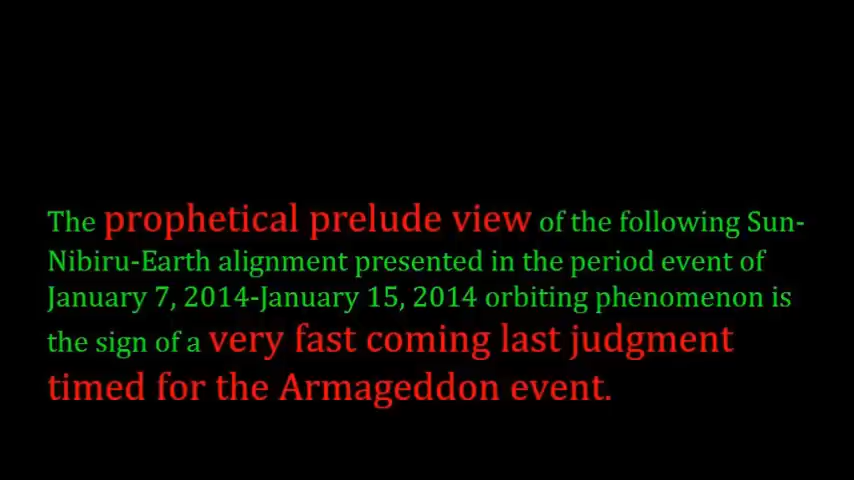 The prophetical prelude view of the following Sun-
Nibiru-Earth alignment presented in the period event of
January 7, 2014-January 15, 2014 orbiting phenomenon is
the sign of a very fast coming last judgment
timed for the Armageddon event.